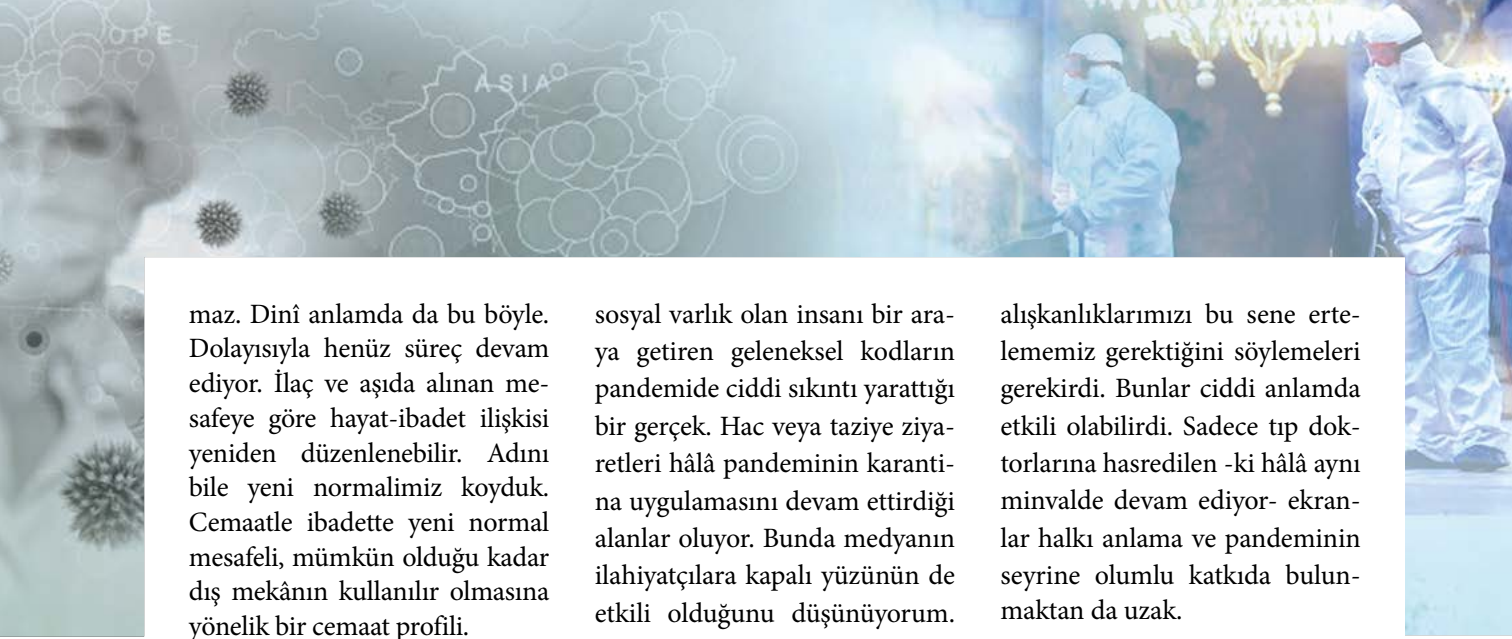 OPE
ASIA
maz. Dinî anlamda da bu böyle.
Dolayısıyla henüz süreç devam
ediyor. İlaç ve aşıda alınan me-
safeye göre hayat-ibadet ilişkisi
yeniden düzenlenebilir. Adını
bile yeni normalimiz koyduk.
Cemaatle ibadette yeni normal
mesafeli, mümkün olduğu kadar
dış mekânın kullanılır olmasına
yönelik bir cemaat profili.
sosyal varlık olan insanı bir ara-
ya getiren geleneksel kodların
pandemide ciddi sıkıntı yarattığı
bir gerçek. Hac veya taziye ziya-
retleri hâlâ pandeminin karanti-
na uygulamasını devam ettirdiği
alanlar oluyor. Bunda medyanın
ilahiyatçılara kapalı yüzünün de
etkili olduğunu düşünüyorum.
alışkanlıklarımızı bu sene erte-
lememiz gerektiğini söylemeleri
gerekirdi. Bunlar ciddi anlamda
etkili olabilirdi. Sadece tıp dok-
torlarına hasredilen -ki hâlâ aynı
minvalde devam ediyor- ekran-
lar halkı anlama ve pandeminin
seyrine olumlu katkıda bulun-
maktan da uzak.